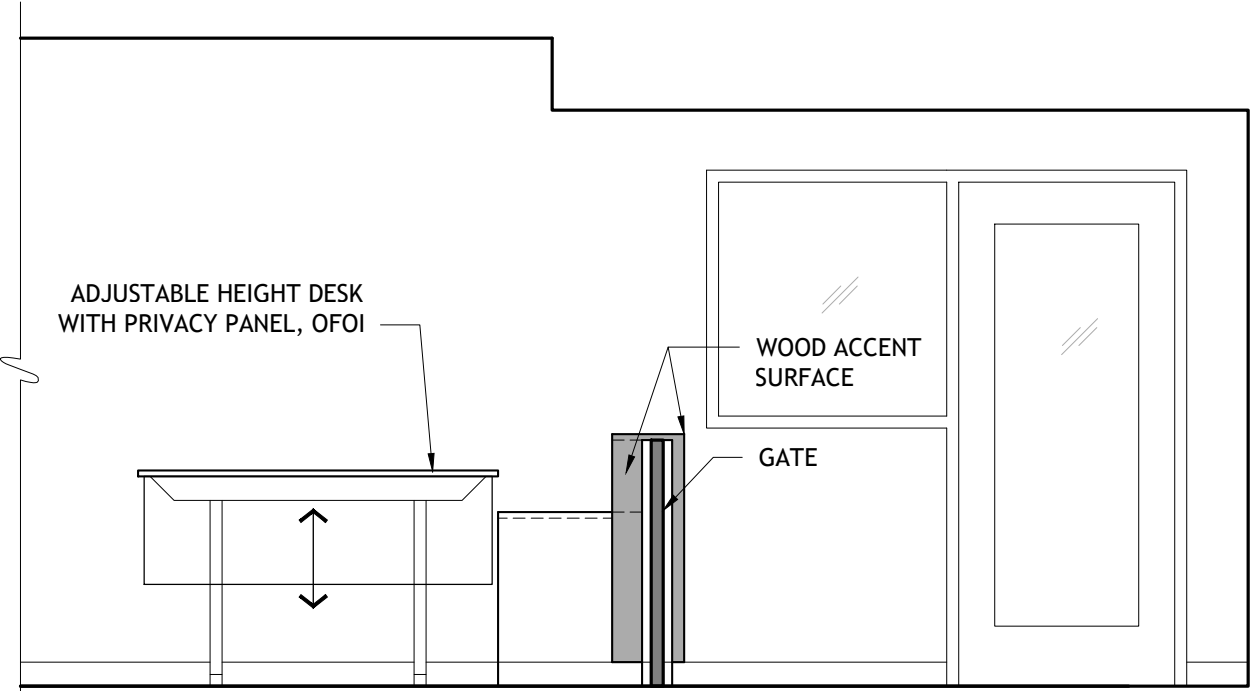 ADJUSTABLE HEIGHT DESK
WITH PRIVACY PANEL, OFOI
WOOD ACCENT
SURFACE
GATE